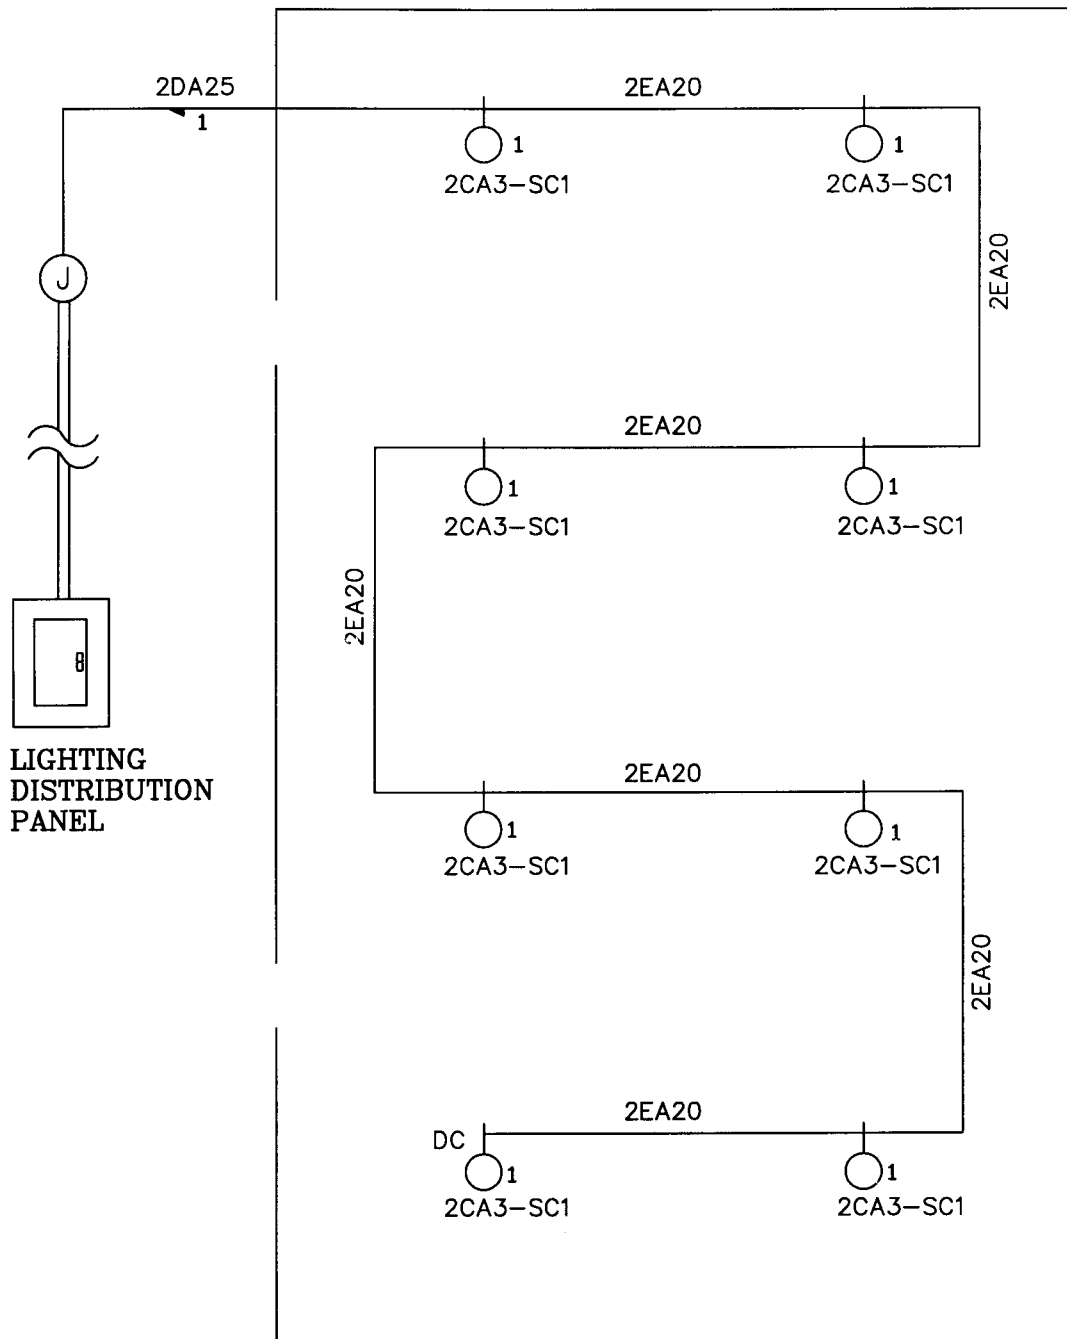 2DA25
1
2EA20
1
2CA3-SC1
1
2CA3-SC1
2EA20
J
2EA20
1
2CA3-SC1
1
2CA3-SC1
2EA20
LIGHTING
DISTRIBUTION
PANEL
2EA20
1
2CA3-SC1
1
2CA3-SC1
2EA20
2EA20
DC
1
2CA3-SC1
1
2CA3-SC1